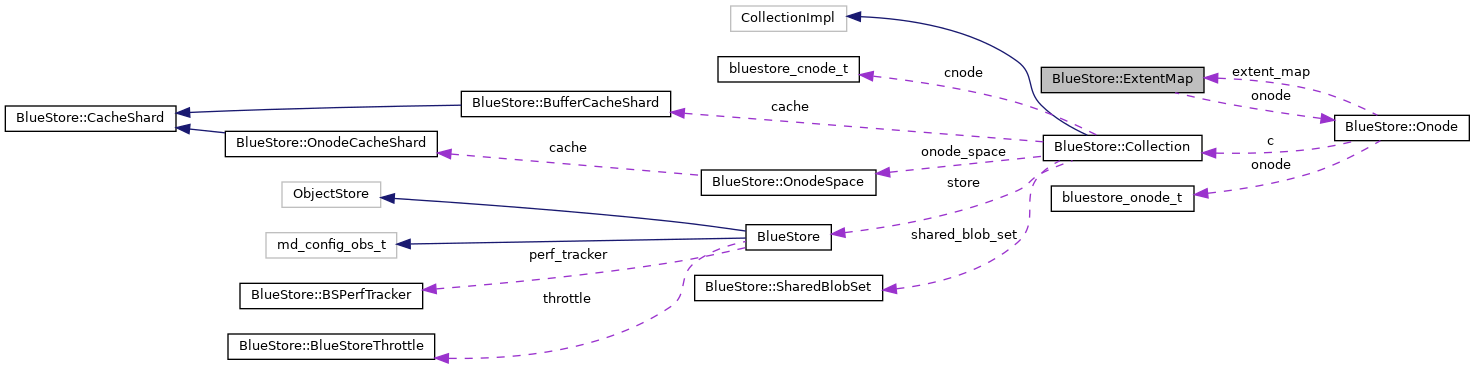 CollectionImpl
bluestore_cnode_t
cnode
BlueStore::ExtentMap
extent_map
onode
BlueStore::BufferCacheShard
cache
BlueStore::CacheShard
BlueStore::Onode
BlueStore::OnodeCacheShard
cache
BlueStore::Collection
c
onode_space
onode
BlueStore::OnodeSpace
store
ObjectStore
bluestore_onode_t
BlueStore
shared_blob_set
md_config_obs_t
perf_tracker
BlueStore::SharedBlobSet
BlueStore::BSPerfTracker
throttle
BlueStore::BlueStoreThrottle